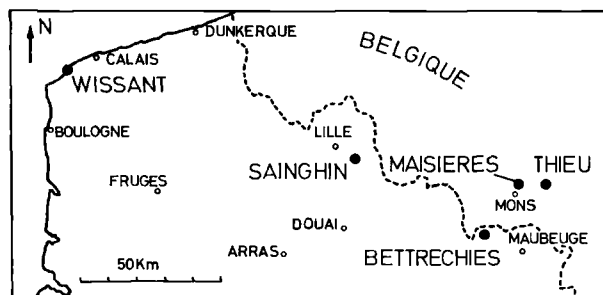 N
DUNKERQUE
BELGIQUE
CALAIS
WISSANT
BOULOGNE
LILLE
SAINGHIN
MAISIERES
THIEU
FRUGES
MONS
DOUAI
ARRAS
BETTRECHIES
MAUBEUGE
50Km